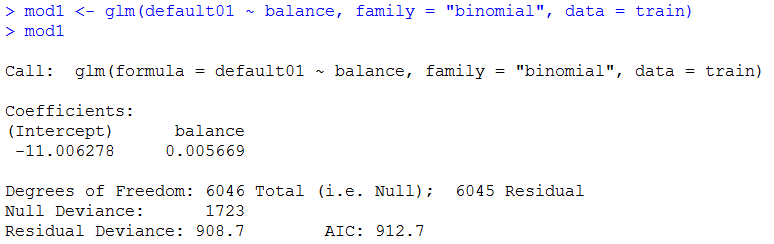 > mod1 <- glm(default01 ~ balance, family = "binomial", data = train)
> mod1
Call:  glm(formula = default01 ~ balance, family = "binomial", data = train)
Coefficients:
(Intercept)      balance
 -11.006278     0.005669
Degrees of Freedom: 6046 Total (i.e. Null);  6045 Residual
Null Deviance:      1723
Residual Deviance: 908.7        AIC: 912.7